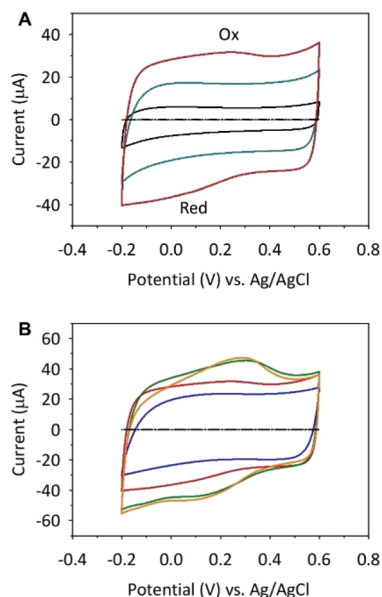 A
Ox
40
20
0
-20
-40
Current (µA)
Red
-0.4 -0.2 0.0 0.2 0.4 0.6 0.8
Potential (V) vs. Ag/AgCl
B
60
40
20
0
-20
-40
-60
Current (µA)
-0.4 -0.2 0.0 0.2 0.4 0.6 0.8
Potential (V) vs. Ag/AgCl